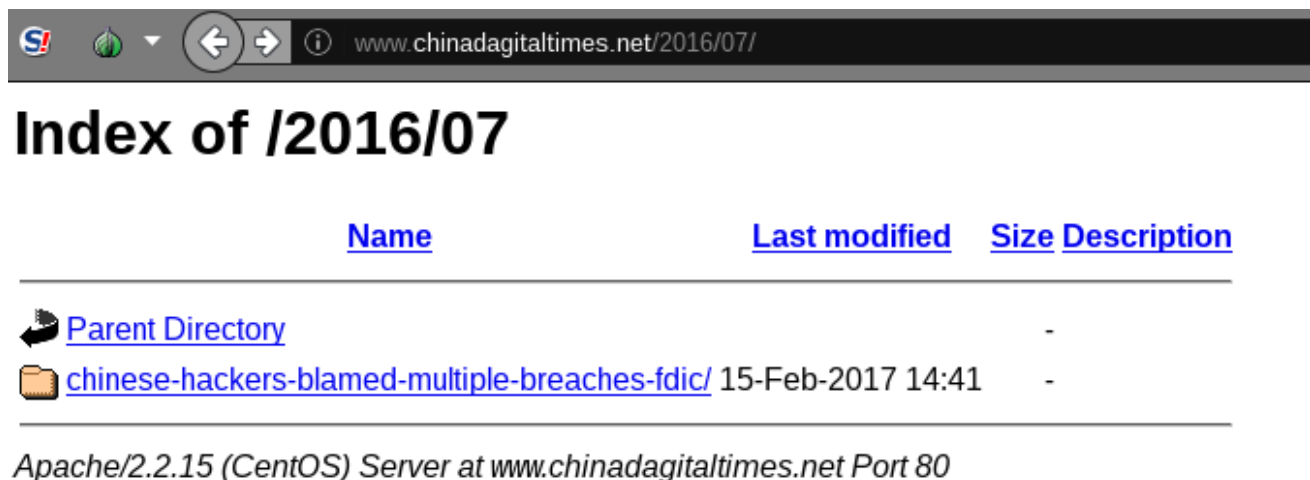 S!
www.chinadagitaltimes.net/2016/07/
Index of /2016/07
Name Last modified Size Description
Parent Directory -
chinese-hackers-blamed-multiple-breaches-fdic/ 15-Feb-2017 14:41 -
Apache/2.2.15 (CentOS) Server at www.chinadagitaltimes.net Port 80